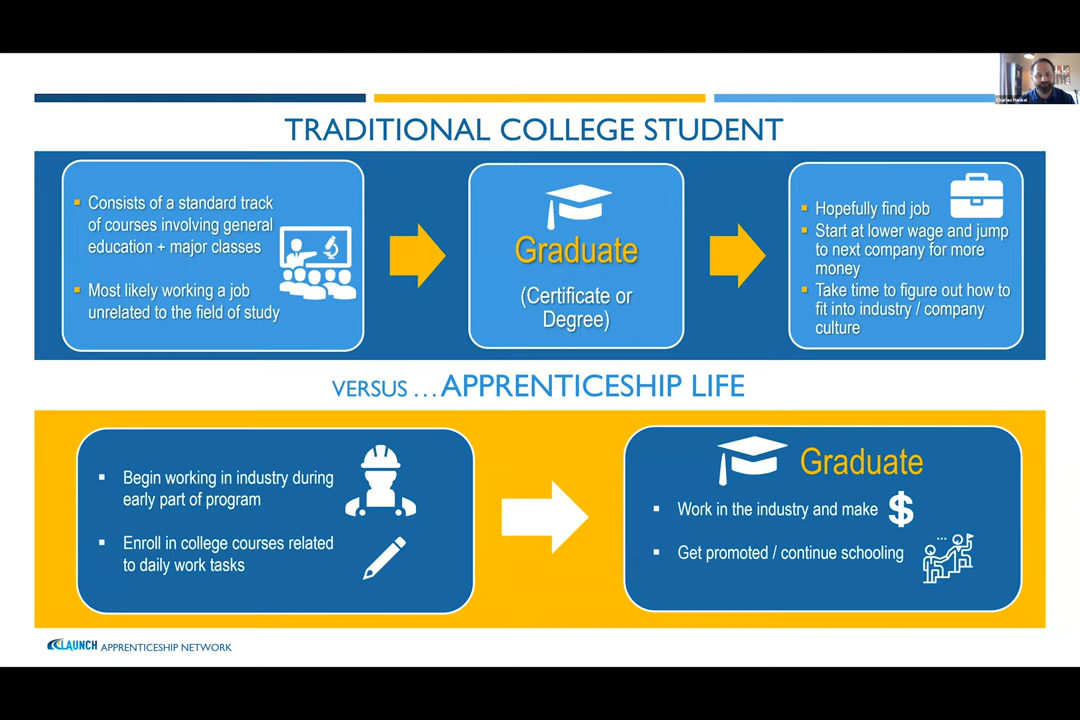 Charles Henkel
TRADITIONAL COLLEGE STUDENT
Consists of a standard track
of courses involving general
education + major classes
Most likely working a job
unrelated to the field of study
Graduate
(Certificate or
Degree)
Hopefully find job
Start at lower wage and jump
to next company for more
money
Take time to figure out how to
fit into industry / company
culture
VERSUS ... APPRENTICESHIP LIFE
Begin working in industry during
early part of program
Enroll in college courses related
to daily work tasks
Graduate
Work in the industry and make $
Get promoted / continue schooling
LAUNCH APPRENTICESHIP NETWORK